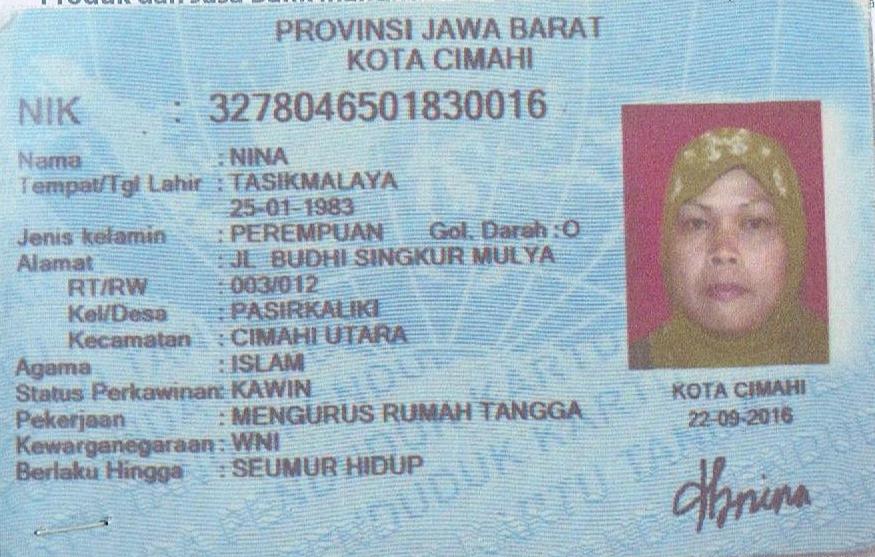 PROVINSI JAWA BARAT
KOTA CIMAHI
NIK : 3278046501830016
Nama : NINA
Tempat/Tgl Lahir : TASIKMALAYA
25-01-1983
Jenis kelamin : PEREMPUAN Gol. Darah :O
Alamat : JL BUDHI SINGKUR MULYA
RT/RW : 003/012
Kel/Desa : PASIRKALIKI
Kecamatan : CIMAHI UTARA
Agama : ISLAM
Status Perkawinan: KAWIN
Pekerjaan : MENGURUS RUMAH TANGGA
Kewarganegaraan : WNI
Berlaku Hingga : SEUMUR HIDUP
KOTA CIMAHI
22-09-2016